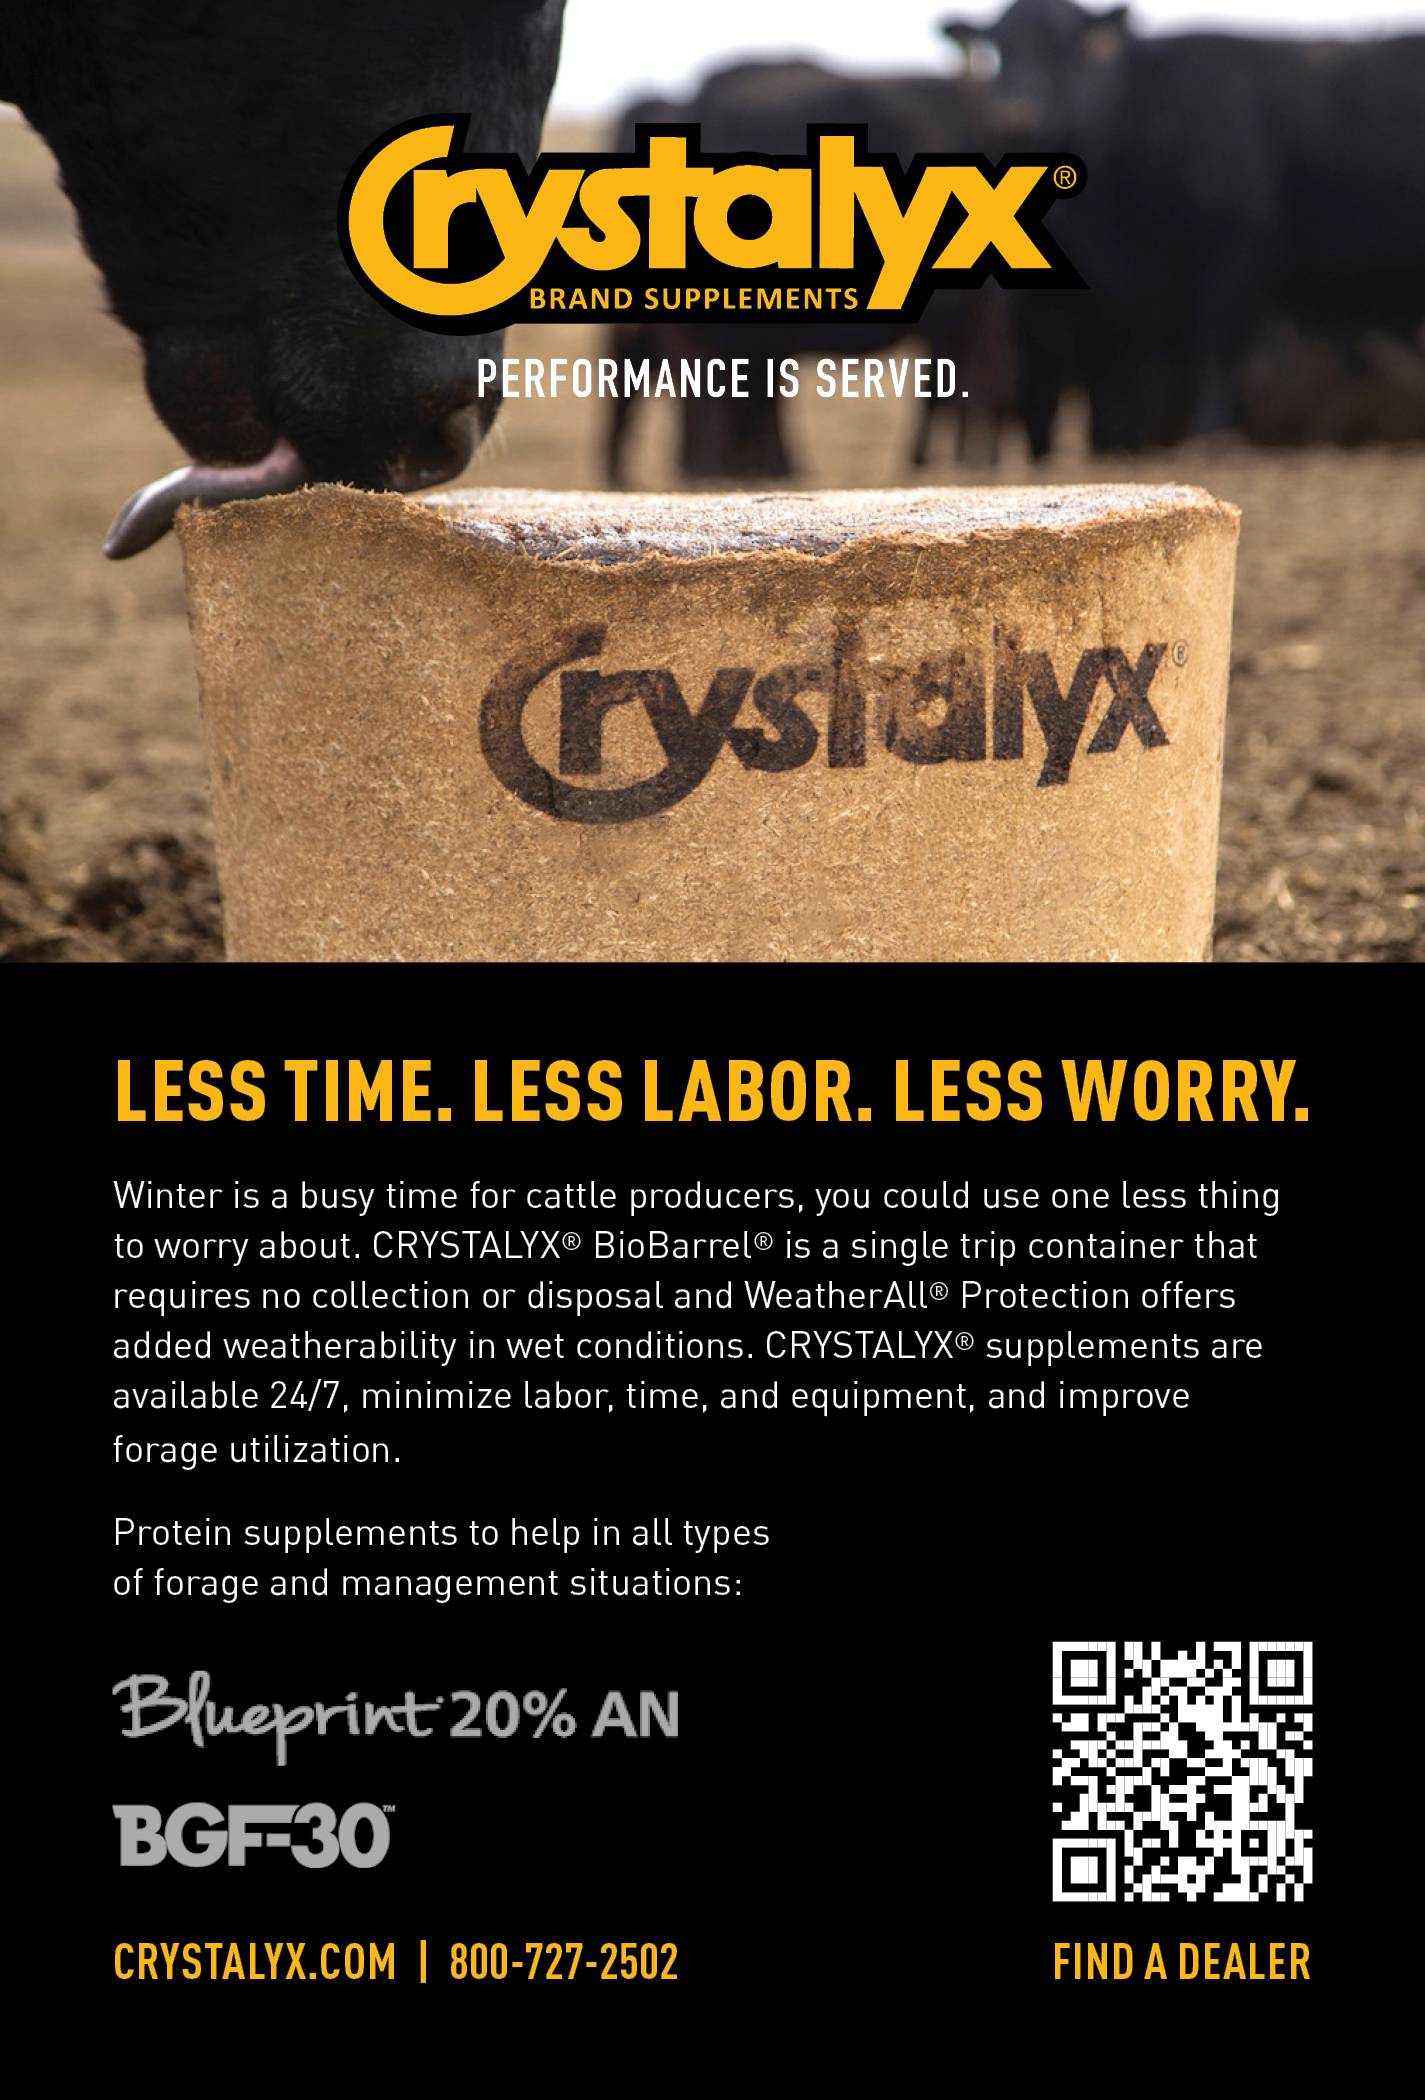 Crystalyx®
BRAND SUPPLEMENTS
PERFORMANCE IS SERVED.
Crystalyx®
LESS TIME. LESS LABOR. LESS WORRY.
Winter is a busy time for cattle producers, you could use one less thing
to worry about. CRYSTALYX® BioBarrel® is a single trip container that
requires no collection or disposal and WeatherAll® Protection offers
added weatherability in wet conditions. CRYSTALYX® supplements are
available 24/7, minimize labor, time, and equipment, and improve
forage utilization.
Protein supplements to help in all types
of forage and management situations:
Blueprint 20% AN
BGF-30™
CRYSTALYX.COM | 800-727-2502
FIND A DEALER